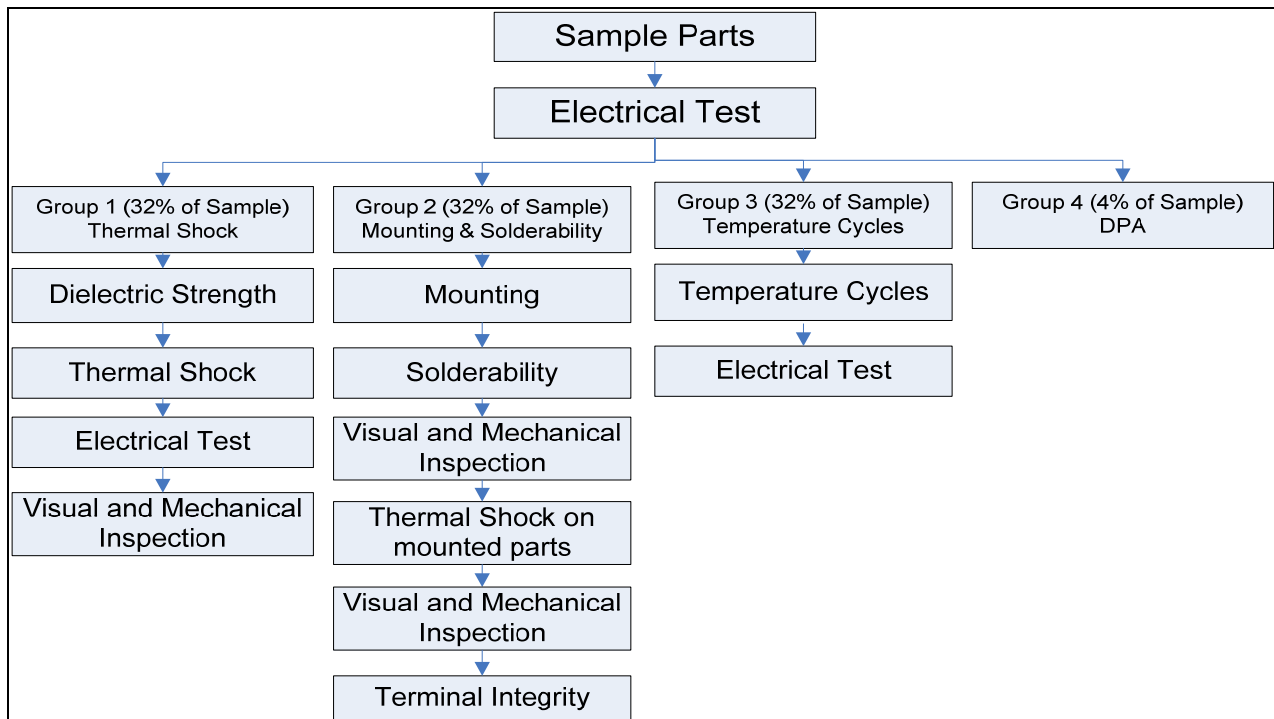 Sample Parts
Electrical Test
Group 1 (32% of Sample)
Thermal Shock
Dielectric Strength
Thermal Shock
Electrical Test
Visual and Mechanical
Inspection
Group 2 (32% of Sample)
Mounting & Solderability
Mounting
Solderability
Visual and Mechanical
Inspection
Thermal Shock on
mounted parts
Visual and Mechanical
Inspection
Terminal Integrity
Group 3 (32% of Sample)
Temperature Cycles
Temperature Cycles
Electrical Test
Group 4 (4% of Sample)
DPA